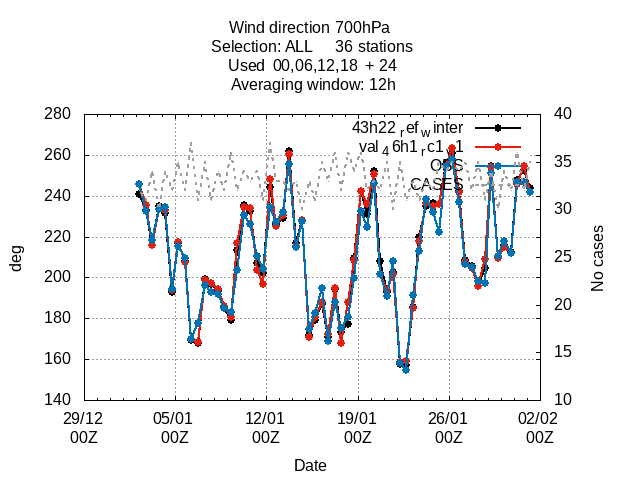 Wind direction 700hPa
Selection: ALL 36 stations
Used 00,06,12,18 + 24
Averaging window: 12h
280
260
240
220
200
180
160
140
40
35
30
25
20
15
10
43h22_ref_winter
val_46h1_rc1_1
OBS
CASES
deg
No cases
29/12 00Z
05/01 00Z
12/01 00Z
19/01 00Z
26/01 00Z
02/02 00Z
Date